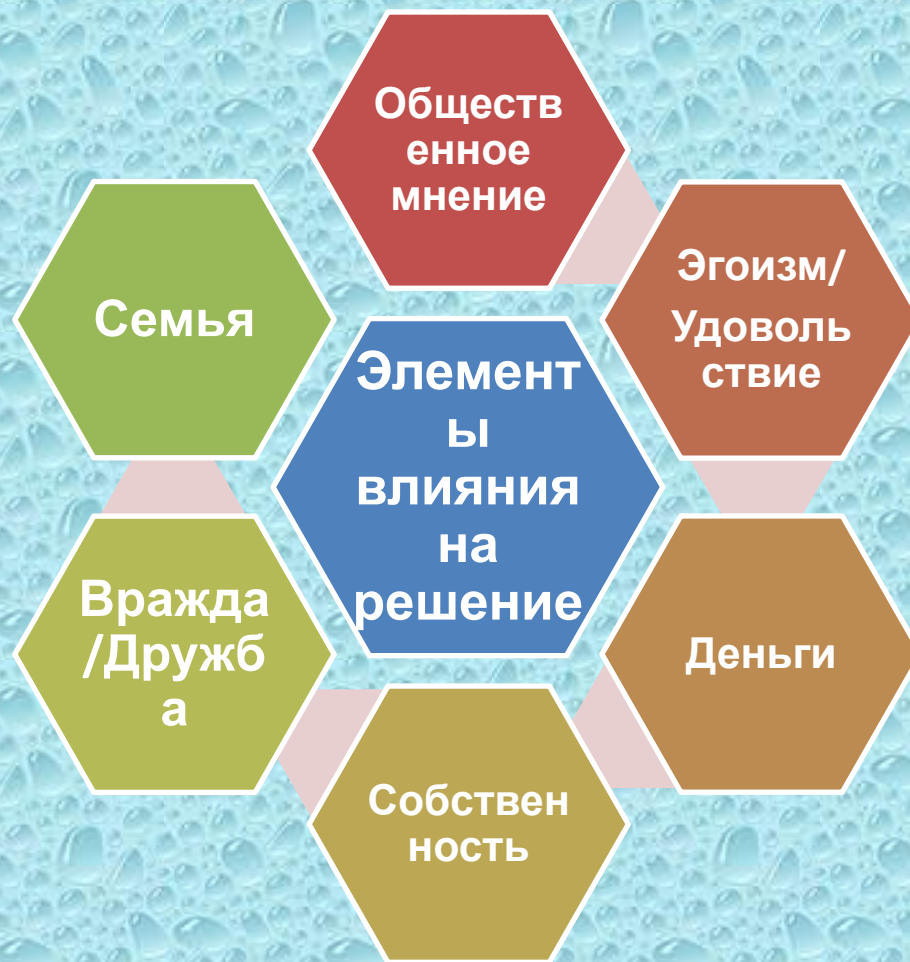 Обществ
енное
мнение
Эгоизм/
Удоволь
ствие
Деньги
Собствен
ность
Вражда
/Дружб
а
Семья
Элемент
ы
влияния
на
решение